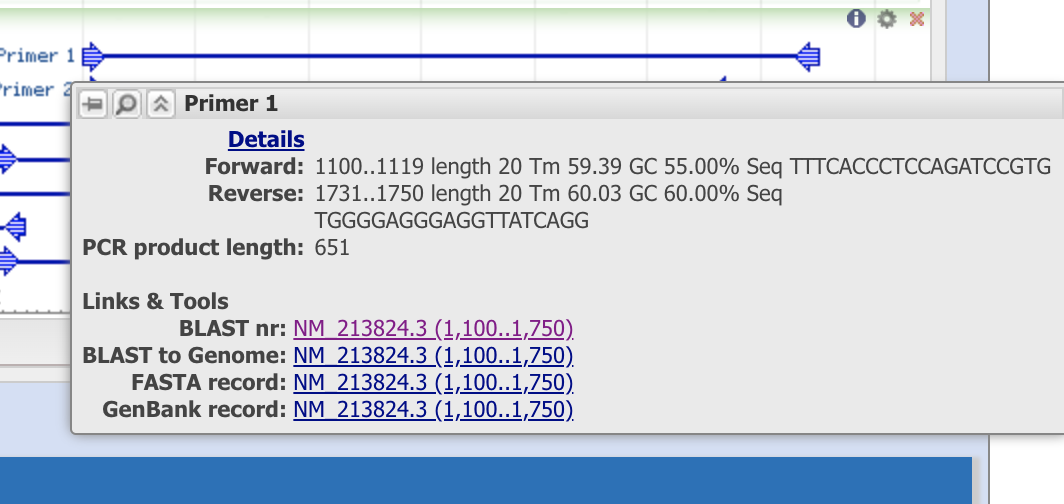 Primer 1
Primer 2
Primer 1
Details
Forward: 1100..1119 length 20 Tm 59.39 GC 55.00% Seq TTTCACCCTCCAGATCCGTG
Reverse: 1731..1750 length 20 Tm 60.03 GC 60.00% Seq
TGGGGAGGGAGGTTATCAGG
PCR product length: 651
Links & Tools
BLAST nr: NM_213824.3 (1,100..1,750)
BLAST to Genome: NM_213824.3 (1,100..1,750)
FASTA record: NM_213824.3 (1,100..1,750)
GenBank record: NM_213824.3 (1,100..1,750)